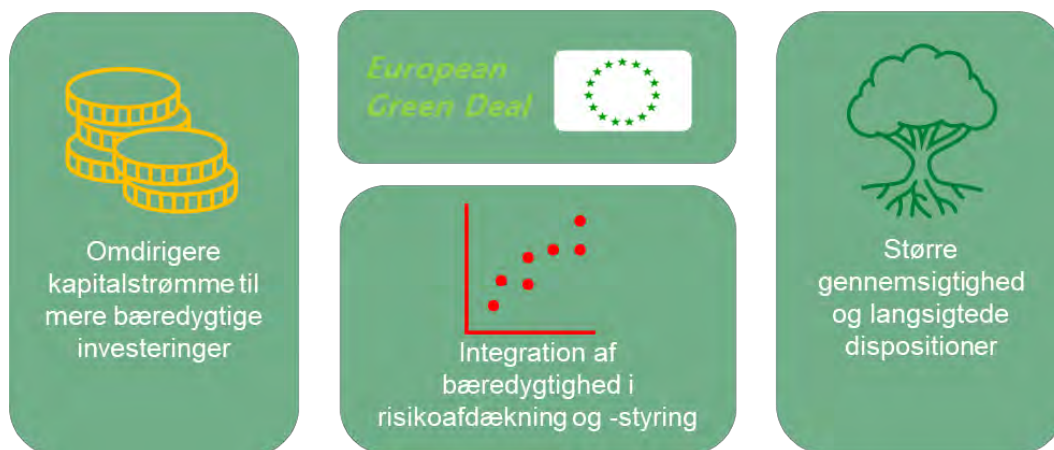 European
Green Deal
Omdirigere
kapitalstrømme til
mere bæredygtige
investeringer
Integration af
bæredygtighed i
risikoafdækning og -styring
Større
gennemsigtighed
og langsigtede
dispositioner